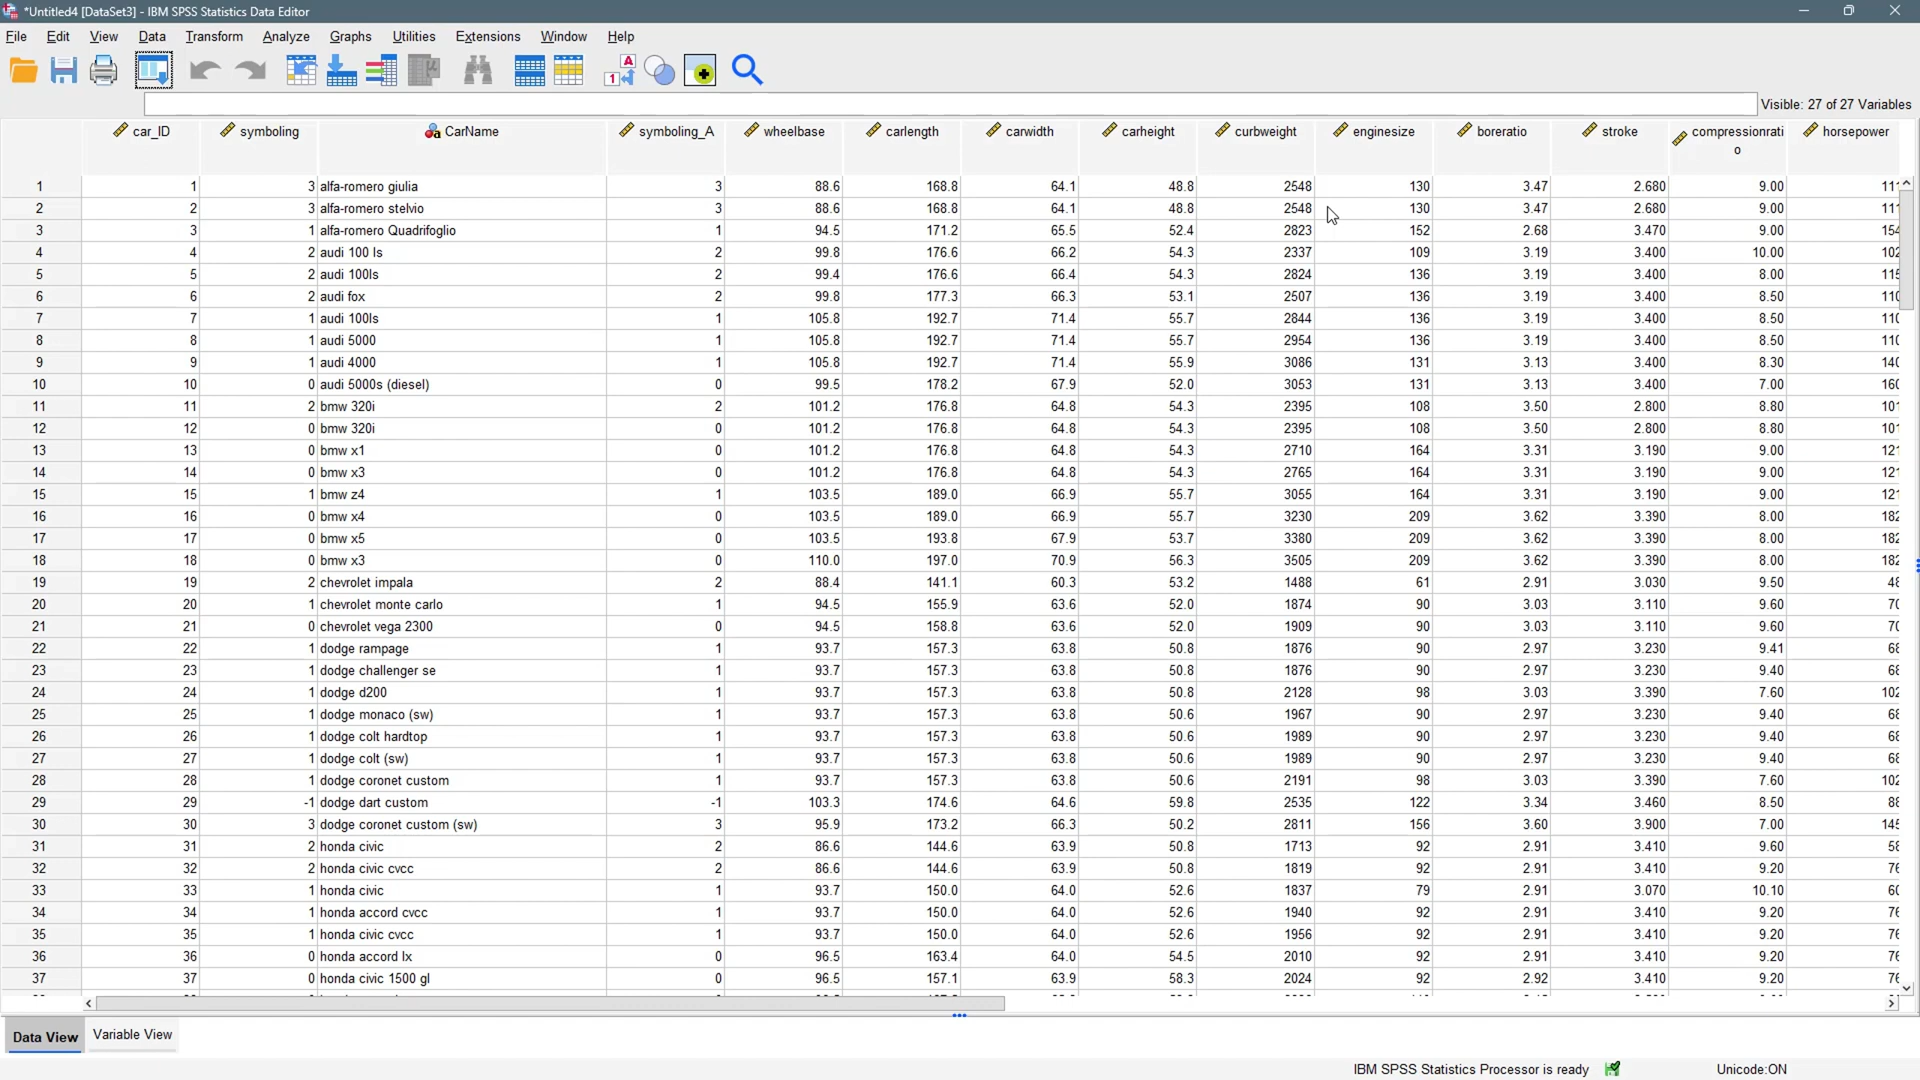 *Untitled4 [DataSet3] - IBM SPSS Statistics Data Editor
File Edit View Data Transform Analyze Graphs Utilities Extensions Window Help
Visible: 27 of 27 Variables
car_ID symboling CarName symboling_A wheelbase carlength carwidth carheight curbweight enginesize boreratio stroke compressionrati horsepower
o
1 1 3 alfa-romero giulia 3 88.6 168.8 64.1 48.8 2548 130 3.47 2.680 9.00 111
2 2 3 alfa-romero stelvio 3 88.6 168.8 64.1 48.8 2548 130 3.47 2.680 9.00 111
3 3 1 alfa-romero Quadrifoglio 1 94.5 171.2 65.5 52.4 2823 152 2.68 3.470 9.00 154
4 4 2 audi 100 ls 2 99.8 176.6 66.2 54.3 2337 109 3.19 3.400 10.00 102
5 5 2 audi 100ls 2 99.4 176.6 66.4 54.3 2824 136 3.19 3.400 8.00 115
6 6 2 audi fox 2 99.8 177.3 66.3 53.1 2507 136 3.19 3.400 8.50 110
7 7 1 audi 100ls 1 105.8 192.7 71.4 55.7 2844 136 3.19 3.400 8.50 110
8 8 1 audi 5000 1 105.8 192.7 71.4 55.7 2954 136 3.19 3.400 8.50 110
9 9 1 audi 4000 1 105.8 192.7 71.4 55.9 3086 131 3.13 3.400 8.30 140
10 10 0 audi 5000s (diesel) 0 99.5 178.2 67.9 52.0 3053 131 3.13 3.400 7.00 160
11 11 2 bmw 320i 2 101.2 176.8 64.8 54.3 2395 108 3.50 2.800 8.80 101
12 12 0 bmw 320i 0 101.2 176.8 64.8 54.3 2395 108 3.50 2.800 8.80 101
13 13 0 bmw x1 0 101.2 176.8 64.8 54.3 2710 164 3.31 3.190 9.00 121
14 14 0 bmw x3 0 101.2 176.8 64.8 54.3 2765 164 3.31 3.190 9.00 121
15 15 1 bmw z4 1 103.5 189.0 66.9 55.7 3055 164 3.31 3.190 9.00 121
16 16 0 bmw x4 0 103.5 189.0 66.9 55.7 3230 209 3.62 3.390 8.00 182
17 17 0 bmw x5 0 103.5 193.8 67.9 53.7 3380 209 3.62 3.390 8.00 182
18 18 0 bmw x3 0 110.0 197.0 70.9 56.3 3505 209 3.62 3.390 8.00 182
19 19 2 chevrolet impala 2 88.4 141.1 60.3 53.2 1488 61 2.91 3.030 9.50 48
20 20 1 chevrolet monte carlo 1 94.5 155.9 63.6 52.0 1874 90 3.03 3.110 9.60 70
21 21 0 chevrolet vega 2300 0 94.5 158.8 63.6 52.0 1909 90 3.03 3.110 9.60 70
22 22 1 dodge rampage 1 93.7 157.3 63.8 50.8 1876 90 2.97 3.230 9.41 68
23 23 1 dodge challenger se 1 93.7 157.3 63.8 50.8 1876 90 2.97 3.230 9.40 68
24 24 1 dodge d200 1 93.7 157.3 63.8 50.8 2128 98 3.03 3.390 7.60 102
25 25 1 dodge monaco (sw) 1 93.7 157.3 63.8 50.6 1967 90 2.97 3.230 9.40 68
26 26 1 dodge colt hardtop 1 93.7 157.3 63.8 50.6 1989 90 2.97 3.230 9.40 68
27 27 1 dodge colt (sw) 1 93.7 157.3 63.8 50.6 1989 90 2.97 3.230 9.40 68
28 28 1 dodge coronet custom 1 93.7 157.3 63.8 50.6 2191 98 3.03 3.390 7.60 102
29 29 -1 dodge dart custom -1 103.3 174.6 64.6 59.8 2535 122 3.34 3.460 8.50 88
30 30 3 dodge coronet custom (sw) 3 95.9 173.2 66.3 50.2 2811 156 3.60 3.900 7.00 145
31 31 2 honda civic 2 86.6 144.6 63.9 50.8 1713 92 2.91 3.410 9.60 58
32 32 2 honda civic cvcc 2 86.6 144.6 63.9 50.8 1819 92 2.91 3.410 9.20 76
33 33 1 honda civic 1 93.7 150.0 64.0 52.6 1837 79 2.91 3.070 10.10 60
34 34 1 honda accord cvcc 1 93.7 150.0 64.0 52.6 1940 92 2.91 3.410 9.20 76
35 35 1 honda civic cvcc 1 93.7 150.0 64.0 52.6 1956 92 2.91 3.410 9.20 76
36 36 0 honda accord lx 0 96.5 163.4 64.0 54.5 2010 92 2.91 3.410 9.20 76
37 37 0 honda civic 1500 gl 0 96.5 157.1 63.9 58.3 2024 92 2.92 3.410 9.20 76
Data View Variable View
IBM SPSS Statistics Processor is ready Unicode:ON